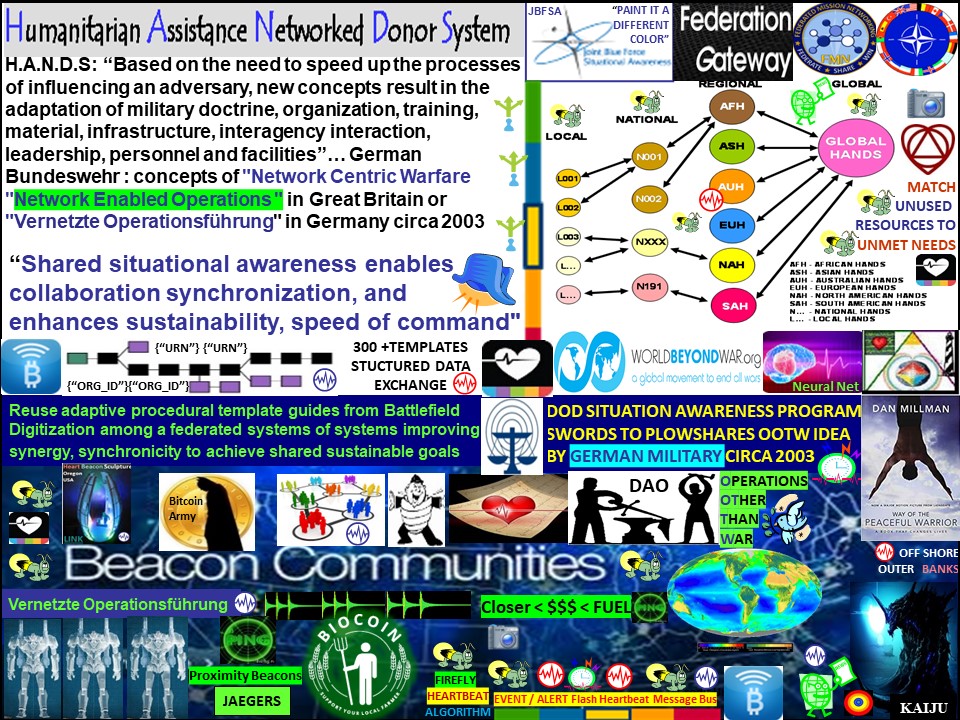 Humanitarian Assistance Networked Donor System
H.A.N.D.S: “Based on the need to speed up the processes
of influencing an adversary, new concepts result in the
adaptation of military doctrine, organization, training,
material, infrastructure, interagency interaction,
leadership, personnel and facilities”… German
Bundeswehr : concepts of "Network Centric Warfare
"Network Enabled Operations" in Great Britain or
"Vernetzte Operationsführung" in Germany circa 2003
“Shared situational awareness enables
collaboration synchronization, and
enhances sustainability, speed of command"
JBFSA
“PAINT IT A
DIFFERENT
COLOR”
Joint Blue Force
Situational Awareness
Federation
Gateway
FEDERATED MISSION NETWORKING
FMN
FEDERATE • SHARE • WIN
LOCAL
NATIONAL
REGIONAL
GLOBAL
L001
L002
L003
L...
L...
N001
N002
NXXX
N191
AFH
ASH
AUH
EUH
NAH
SAH
GLOBAL
HANDS
MATCH
UNUSED
RESOURCES TO
UNMET NEEDS
AFH - AFRICAN HANDS
ASH - ASIAN HANDS
AUH - AUSTRALIAN HANDS
EUH - EUROPEAN HANDS
NAH - NORTH AMERICAN HANDS
SAH - SOUTH AMERICAN HANDS
N... - NATIONAL HANDS
L... - LOCAL HANDS
{“URN”} {“URN”}
{“ORG_ID”}{“ORG_ID”}
300 +TEMPLATES
STUCTURED DATA
EXCHANGE
WORLDBEYONDWAR.org
a global movement to end all wars
Neural Net
Reuse adaptive procedural template guides from Battlefield
Digitization among a federated systems of systems improving
synergy, synchronicity to achieve shared sustainable goals
DOD SITUATION AWARENESS PROGRAM
SWORDS TO PLOWSHARES OOTW IDEA
BY GERMAN MILITARY CIRCA 2003
DAN MILLMAN
WAY OF THE
PEACEFUL WARRIOR
A BOOK THAT CHANGES LIVES
Heart Beacon Sculpture
Oregon
USA
LINK
Bitcoin
Army
DAO
OPERATIONS
OTHER
THAN
WAR
Beacon Communities
OFF SHORE
OUTER BANKS
Vernetzte Operationsführung
Closer < $$$ < FUEL
Proximity Beacons
JAEGERS
BIOCOIN
SUPPORT YOUR LOCAL FARMER
FIREFLY
HEARTBEAT
ALGORITHM
EVENT / ALERT Flash Heartbeat Message Bus
KAIJU